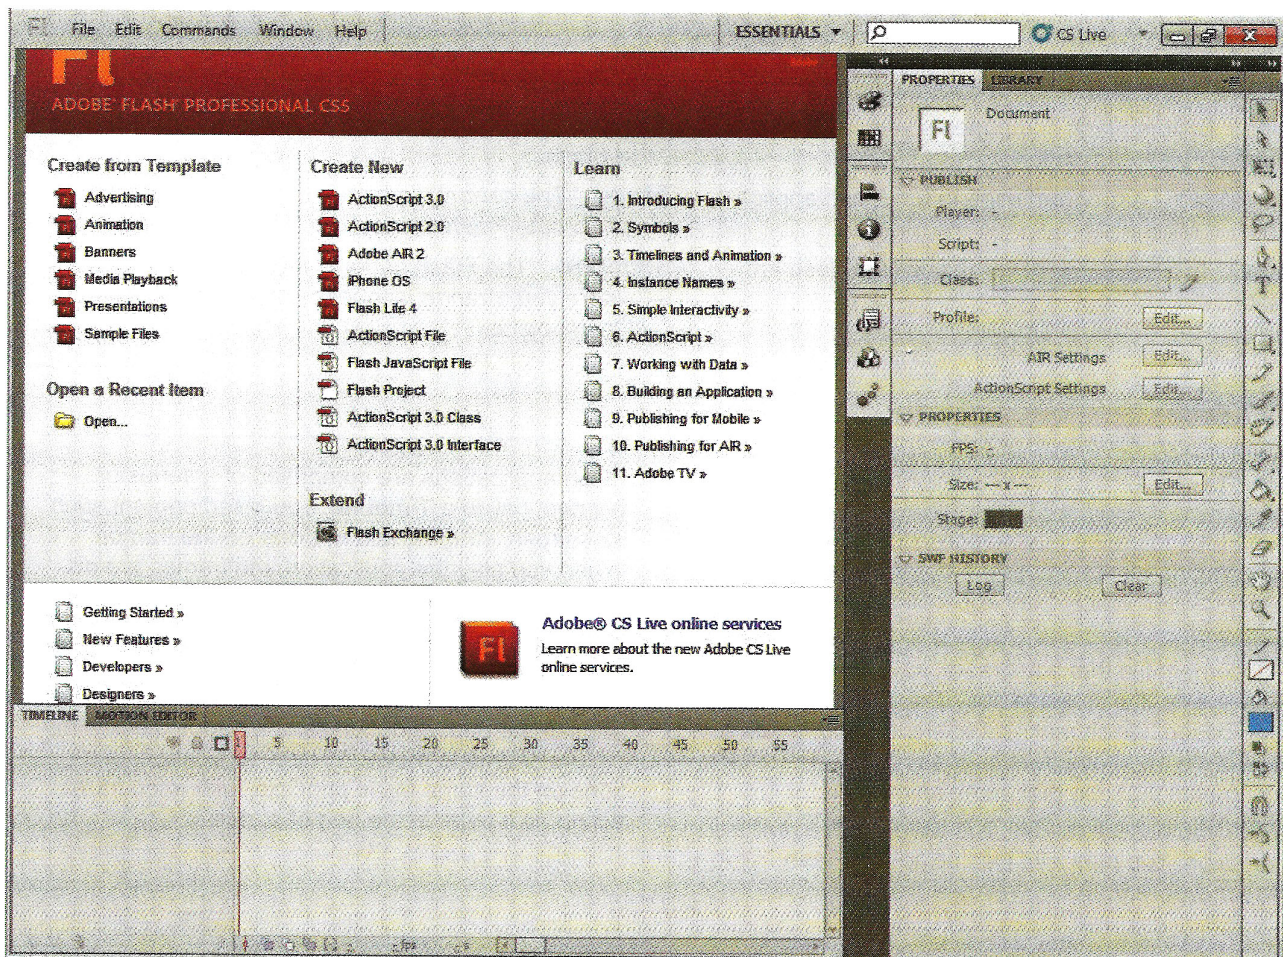 Fl File Edit Commands Window Help ESSENTIALS CS Live
Fl
ADOBE® FLASH® PROFESSIONAL CS5
Create from Template
Advertising
Animation
Banners
Media Playback
Presentations
Sample Files
Open a Recent Item
Open...
Create New
ActionScript 3.0
ActionScript 2.0
Adobe AIR 2
iPhone OS
Flash Lite 4
ActionScript File
Flash JavaScript File
Flash Project
ActionScript 3.0 Class
ActionScript 3.0 Interface
Extend
Flash Exchange »
Learn
1. Introducing Flash »
2. Symbols »
3. Timelines and Animation »
4. Instance Names »
5. Simple Interactivity »
6. ActionScript »
7. Working with Data »
8. Building an Application »
9. Publishing for Mobile »
10. Publishing for AIR »
11. Adobe TV »
Getting Started »
New Features »
Developers »
Designers »
Fl
Adobe® CS Live online services
Learn more about the new Adobe CS Live
online services.
TIMELINE MOTION EDITOR
1 5 10 15 20 25 30 35 40 45 50 55
fps s
PROPERTIES LIBRARY
Fl Document
PUBLISH
Player: -
Script: -
Class:
Profile: Edit...
AIR Settings Edit...
ActionScript Settings Edit...
PROPERTIES
FPS: -
Size: -- x -- Edit...
Stage:
SWF HISTORY
Log Clear
T